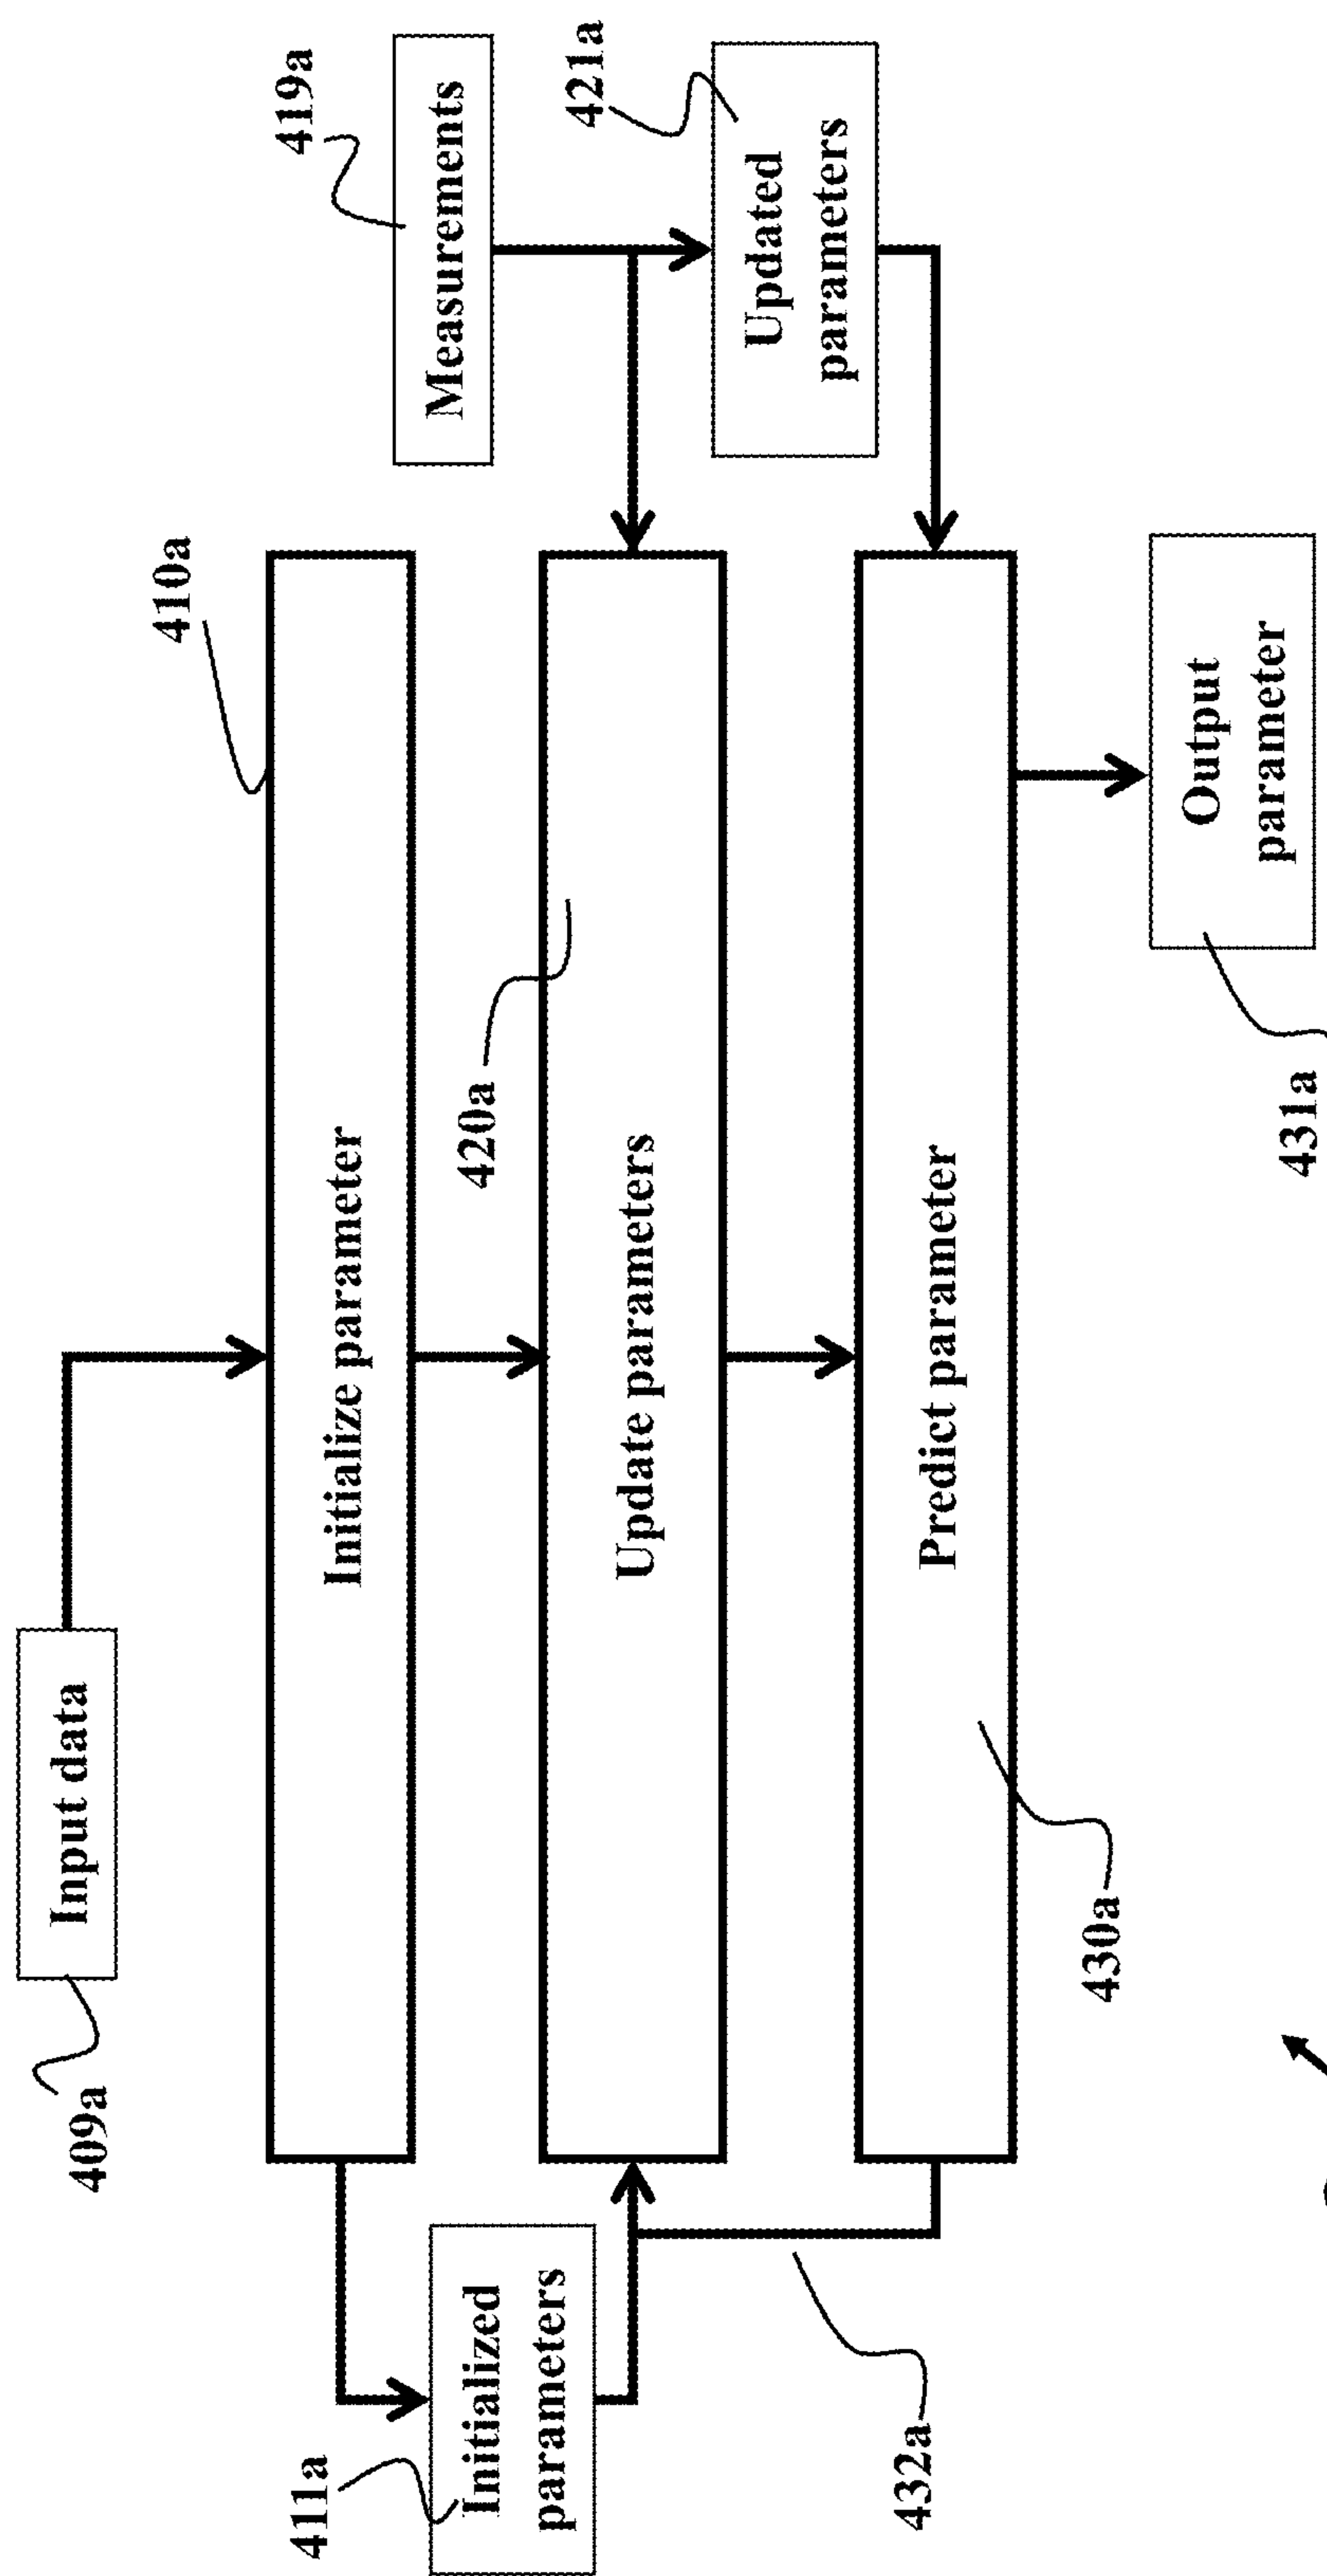 Input data
409a
410a
419a
411a
Initialize parameter
Measurements
420a
Initialized
parameters
421a
Update parameters
Updated
parameters
432a
Predict parameter
430a
Output
parameter
431a